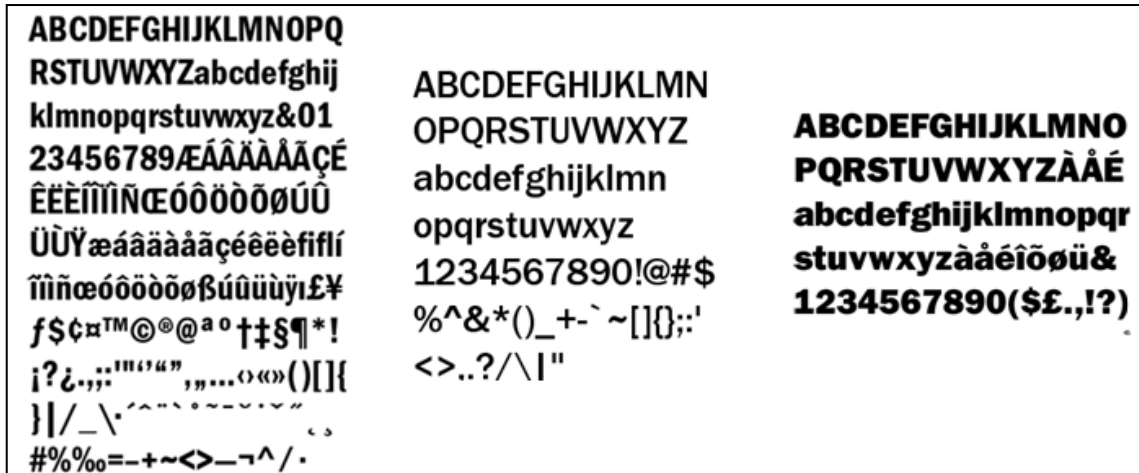 ABCDEFGHIJKLMNOPQ
RSTUVWXYZabcdefghij
klmnopqrstuvwxyz&01
23456789ÆÁÂÄÀÅÃÇÉ
ÊËÈÍÎÏÌÑŒÓÔÖÒÕØÚÛ
ÜÙŸæáâäàåãçéêëèfiflí
îïìñœóôöòõøßúûüùÿı£¥
ƒ$¢¤™©®@ªº†‡§¶*!
¡?¿.,;:'"‘’“”‚„…‹›«»()[]{
}|/_\·´ˆ¨`˚˜¯˘˙ˇ˝¸˛
#%‰=–+~<>—¬^/·
ABCDEFGHIJKLMN
OPQRSTUVWXYZ
abcdefghijklmn
opqrstuvwxyz
1234567890!@#$
%^&*()_+-`~[]{};:'
<>,.?/\|"
ABCDEFGHIJKLMNO
PQRSTUVWXYZÀÅÉ
abcdefghijklmnopqr
stuvwxyzàåéîõøü&
1234567890($£.,!?)